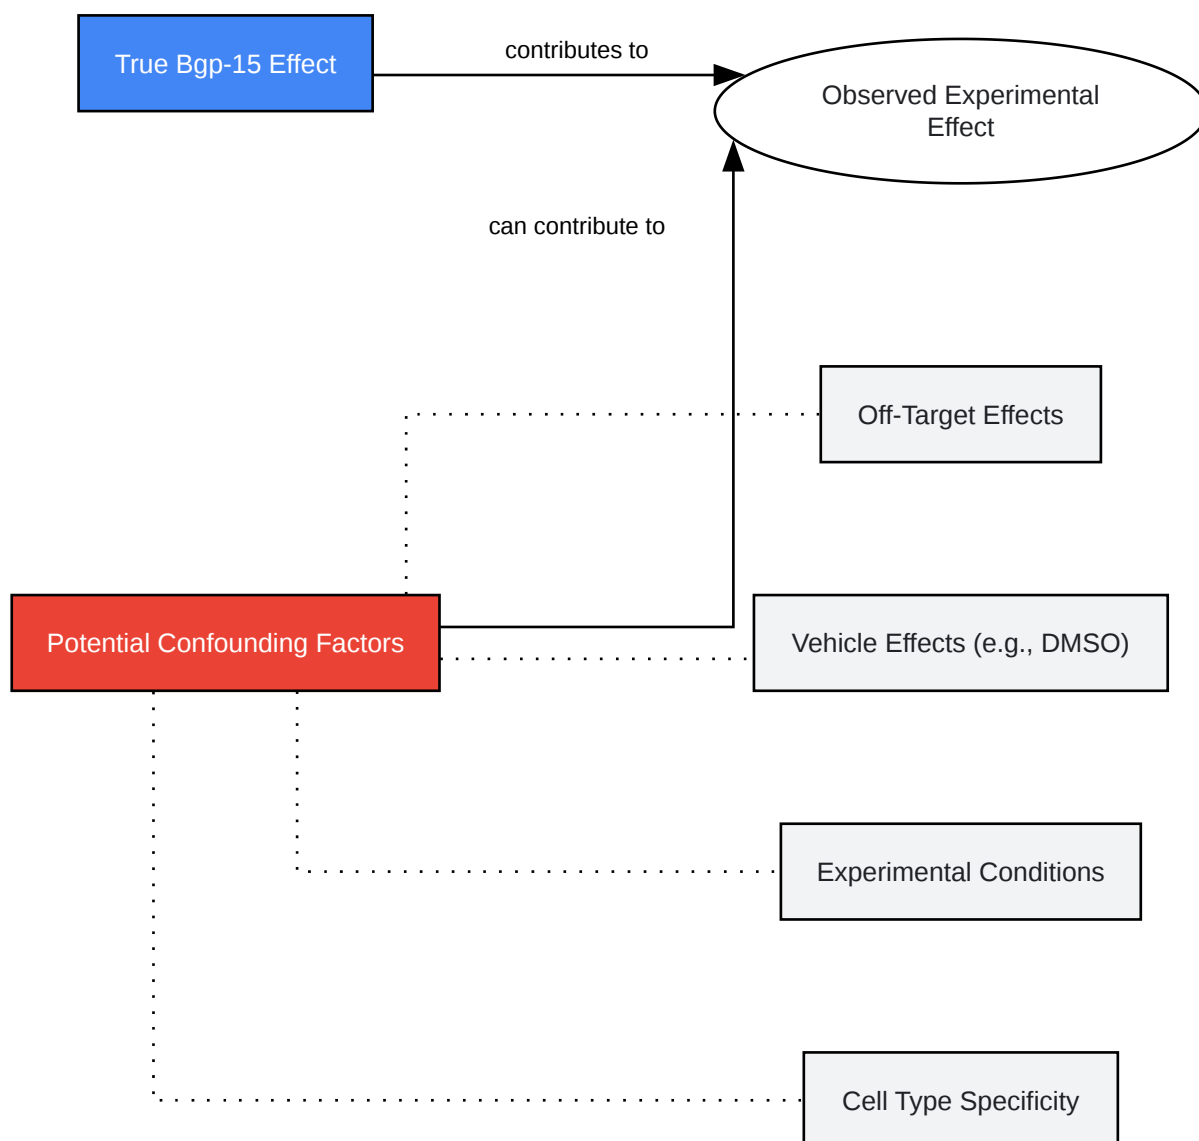 True Bgp-15 Effect
contributes to
Observed Experimental
Effect
can contribute to
Off-Target Effects
Potential Confounding Factors
Vehicle Effects (e.g., DMSO)
Experimental Conditions
Cell Type Specificity